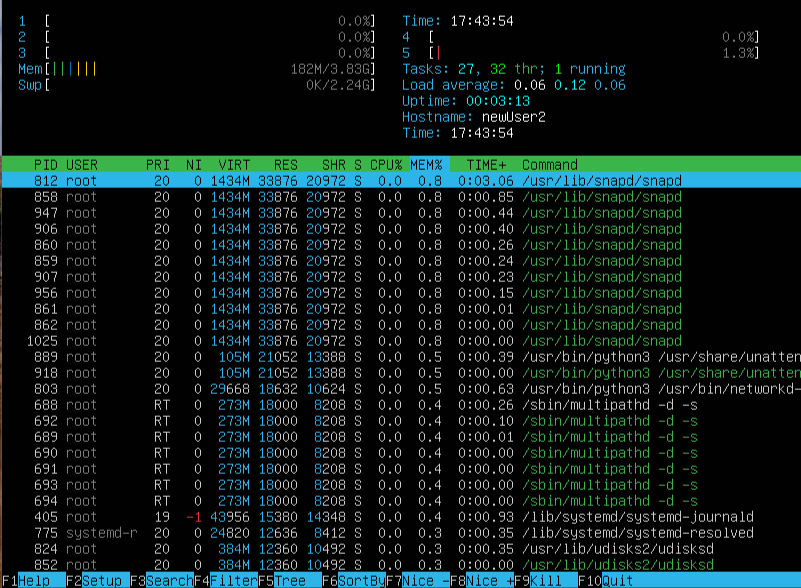 1 [ 0.0%] Time: 17:43:54
2 [ 0.0%] 4 [ 0.0%]
3 [ 0.0%] 5 [| 1.3%]
Mem[|||||| 182M/3.83G] Tasks: 27, 32 thr; 1 running
Swp[ 0K/2.24G] Load average: 0.06 0.12 0.06
Uptime: 00:03:13
Hostname: newUser2
Time: 17:43:54
PID USER PRI NI VIRT RES SHR S CPU% MEM% TIME+ Command
812 root 20 0 1434M 33876 20972 S 0.0 0.8 0:03.06 /usr/lib/snapd/snapd
858 root 20 0 1434M 33876 20972 S 0.0 0.8 0:00.85 /usr/lib/snapd/snapd
947 root 20 0 1434M 33876 20972 S 0.0 0.8 0:00.44 /usr/lib/snapd/snapd
906 root 20 0 1434M 33876 20972 S 0.0 0.8 0:00.40 /usr/lib/snapd/snapd
860 root 20 0 1434M 33876 20972 S 0.0 0.8 0:00.26 /usr/lib/snapd/snapd
859 root 20 0 1434M 33876 20972 S 0.0 0.8 0:00.24 /usr/lib/snapd/snapd
907 root 20 0 1434M 33876 20972 S 0.0 0.8 0:00.23 /usr/lib/snapd/snapd
956 root 20 0 1434M 33876 20972 S 0.0 0.8 0:00.15 /usr/lib/snapd/snapd
861 root 20 0 1434M 33876 20972 S 0.0 0.8 0:00.01 /usr/lib/snapd/snapd
862 root 20 0 1434M 33876 20972 S 0.0 0.8 0:00.00 /usr/lib/snapd/snapd
1025 root 20 0 1434M 33876 20972 S 0.0 0.8 0:00.00 /usr/lib/snapd/snapd
889 root 20 0 105M 21052 13388 S 0.0 0.5 0:00.39 /usr/bin/python3 /usr/share/unatten
918 root 20 0 105M 21052 13388 S 0.0 0.5 0:00.00 /usr/bin/python3 /usr/share/unatten
803 root 20 0 29668 18632 10624 S 0.0 0.5 0:00.63 /usr/bin/python3 /usr/bin/networkd-
688 root RT 0 273M 18000 8208 S 0.0 0.4 0:00.26 /sbin/multipathd -d -s
692 root RT 0 273M 18000 8208 S 0.0 0.4 0:00.10 /sbin/multipathd -d -s
689 root RT 0 273M 18000 8208 S 0.0 0.4 0:00.01 /sbin/multipathd -d -s
690 root RT 0 273M 18000 8208 S 0.0 0.4 0:00.00 /sbin/multipathd -d -s
691 root RT 0 273M 18000 8208 S 0.0 0.4 0:00.00 /sbin/multipathd -d -s
693 root RT 0 273M 18000 8208 S 0.0 0.4 0:00.00 /sbin/multipathd -d -s
694 root RT 0 273M 18000 8208 S 0.0 0.4 0:00.00 /sbin/multipathd -d -s
405 root 19 -1 43956 15380 14348 S 0.0 0.4 0:00.93 /lib/systemd/systemd-journald
775 systemd-r 20 0 24820 12636 8412 S 0.0 0.3 0:00.35 /lib/systemd/systemd-resolved
824 root 20 0 384M 12360 10492 S 0.0 0.3 0:00.35 /usr/lib/udisks2/udisksd
852 root 20 0 384M 12360 10492 S 0.0 0.3 0:00.00 /usr/lib/udisks2/udisksd
F1Help F2Setup F3SearchF4FilterF5Tree F6SortByF7Nice -F8Nice +F9Kill F10Quit